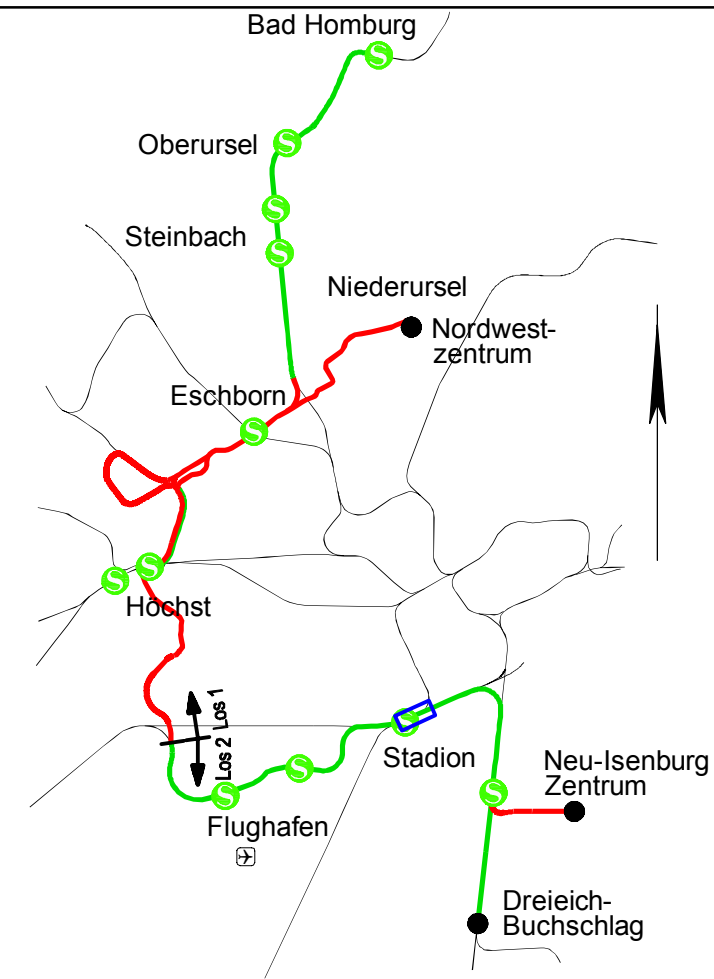 Bad Homburg
S
Oberursel
S
S
Steinbach
S
Niederursel
Nordwest-
zentrum
Eschborn
S
S
S
Höchst
Los 1
Los 2
S
Stadion
S
S
Flughafen
S
Neu-Isenburg
Zentrum
Dreieich-
Buchschlag